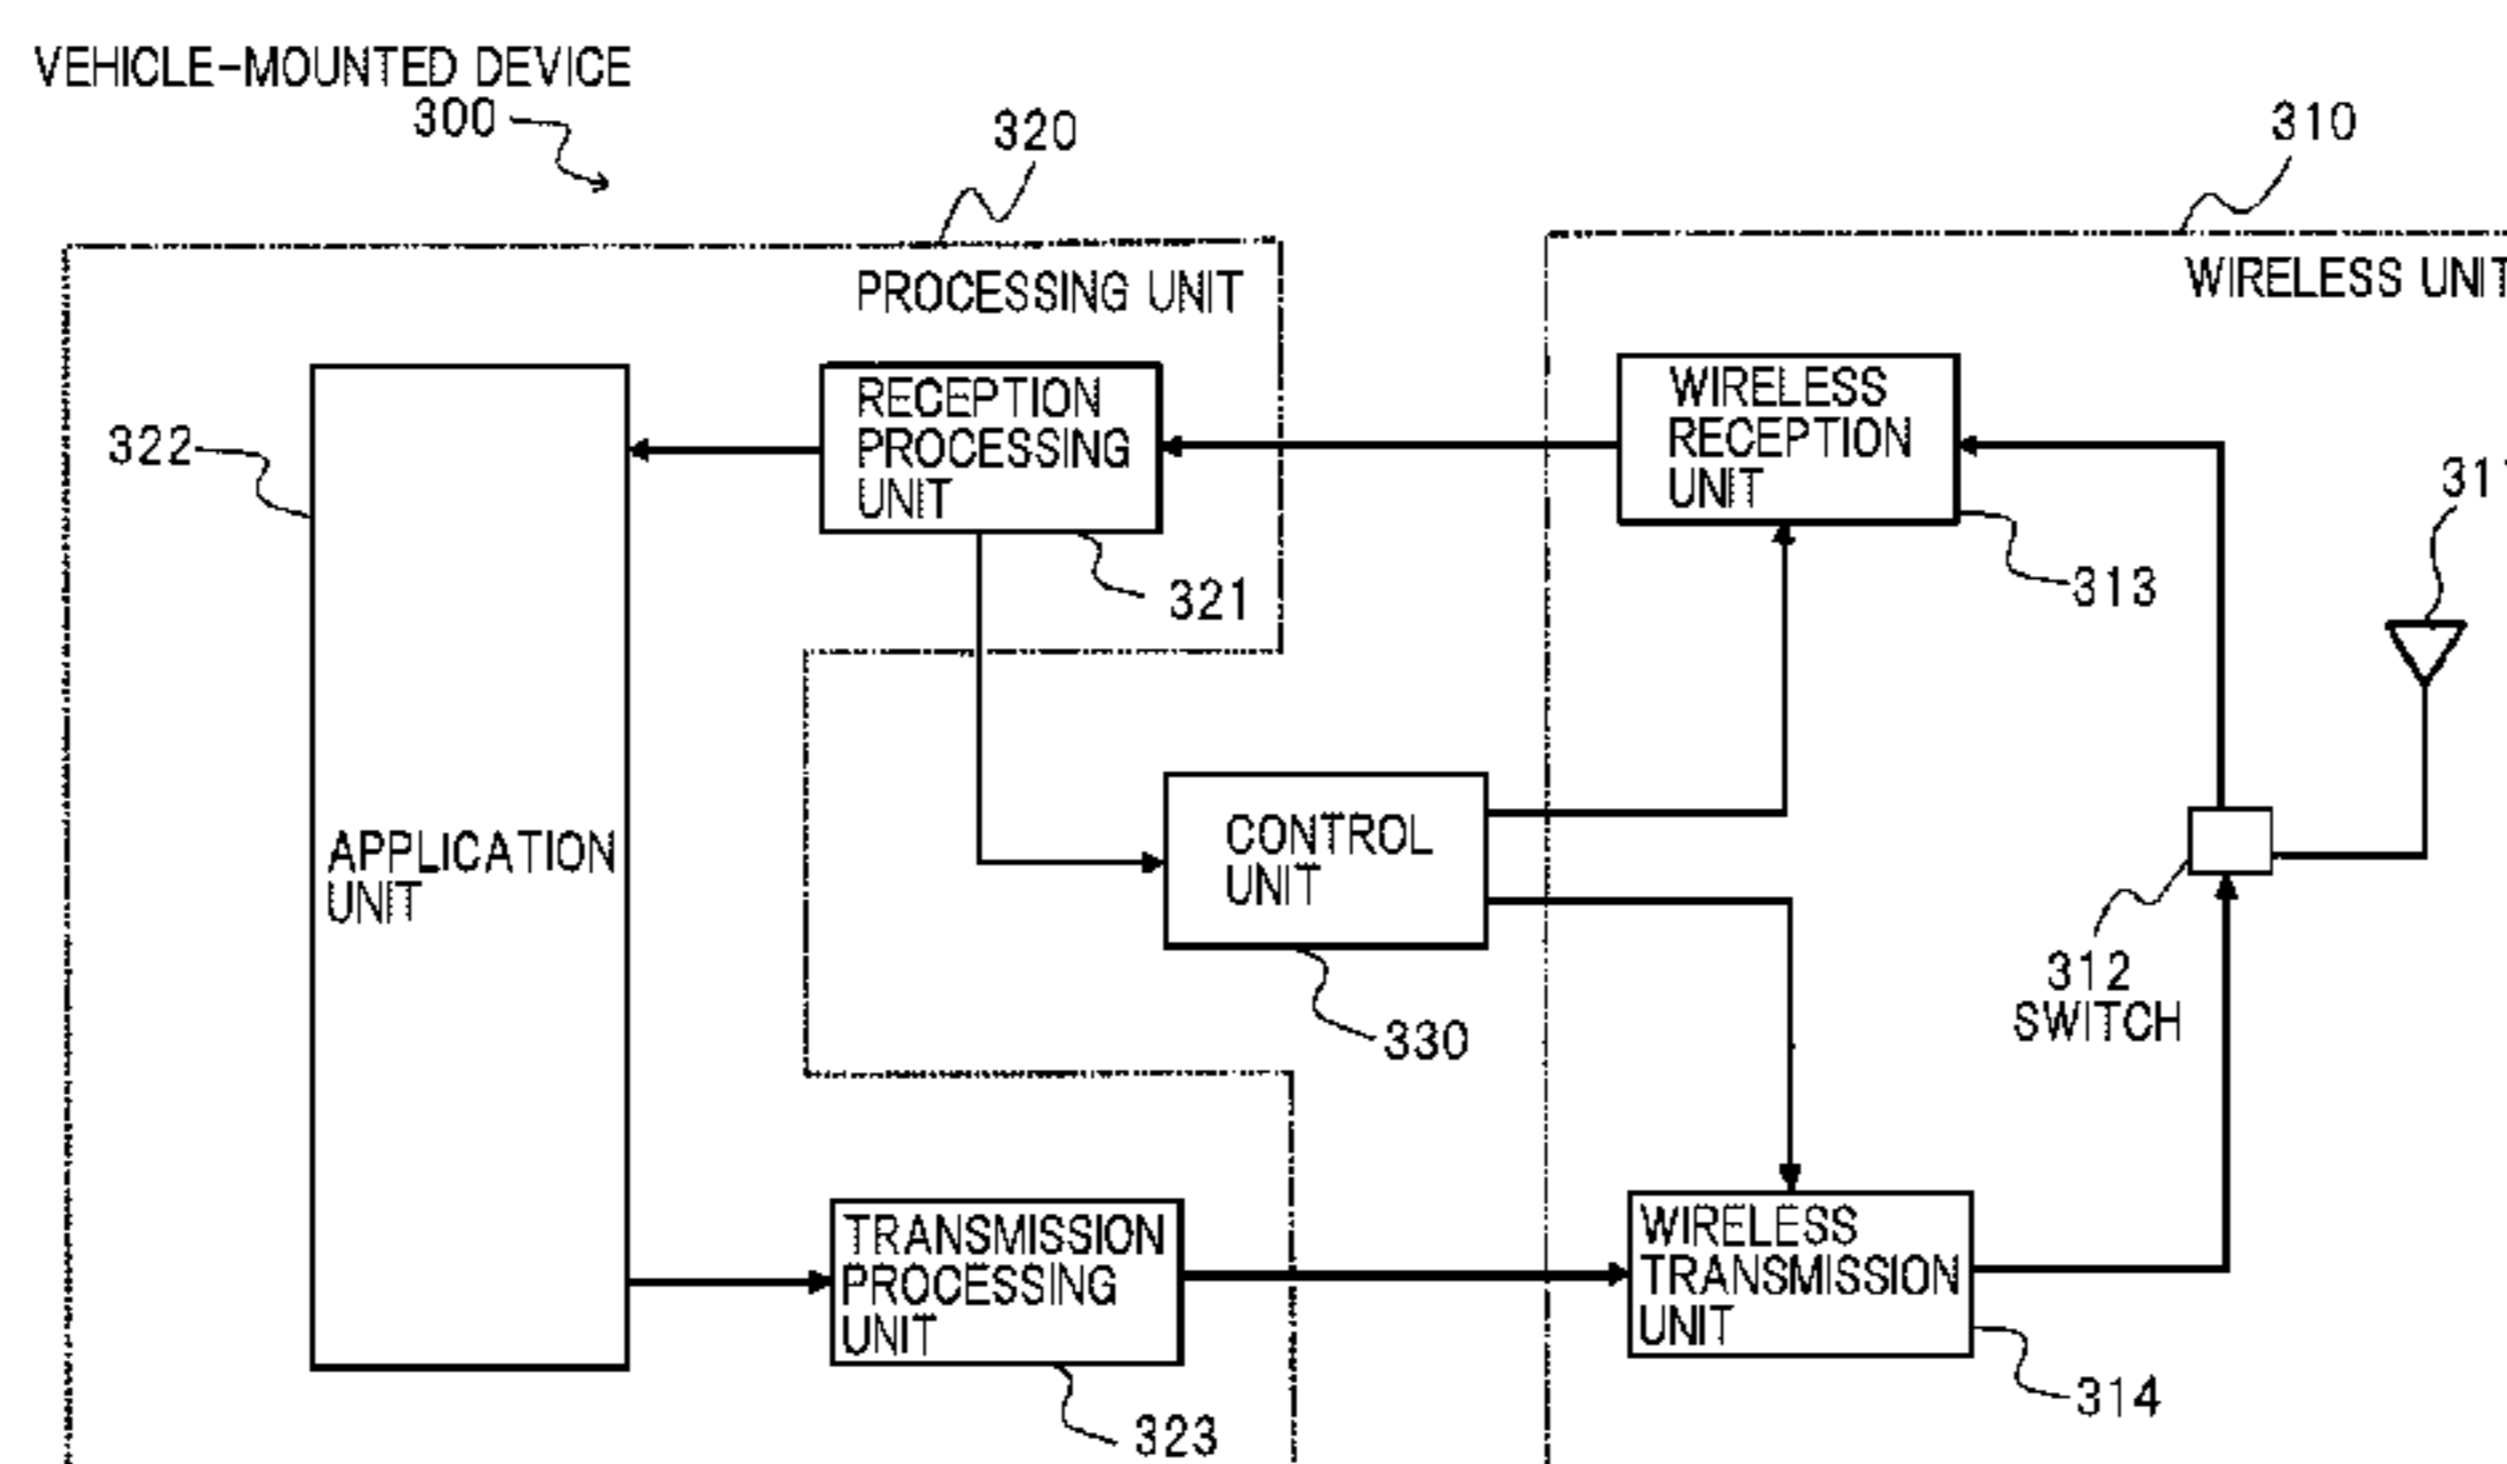 VEHICLE-MOUNTED DEVICE
300
320
310
PROCESSING UNIT
WIRELESS UNIT
322
RECEPTION
PROCESSING
UNIT
321
WIRELESS
RECEPTION
UNIT
313
APPLICATION
UNIT
CONTROL
UNIT
330
312
SWITCH
TRANSMISSION
PROCESSING
UNIT
323
WIRELESS
TRANSMISSION
UNIT
314